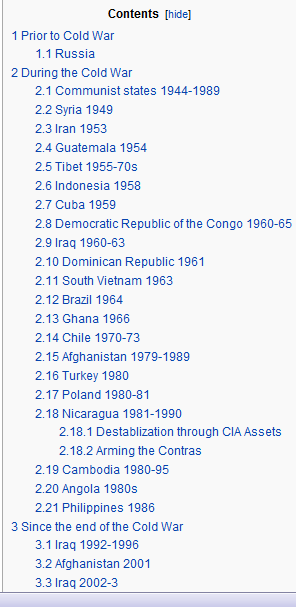 Contents [hide]
1 Prior to Cold War
1.1 Russia
2 During the Cold War
2.1 Communist states 1944-1989
2.2 Syria 1949
2.3 Iran 1953
2.4 Guatemala 1954
2.5 Tibet 1955-70s
2.6 Indonesia 1958
2.7 Cuba 1959
2.8 Democratic Republic of the Congo 1960-65
2.9 Iraq 1960-63
2.10 Dominican Republic 1961
2.11 South Vietnam 1963
2.12 Brazil 1964
2.13 Ghana 1966
2.14 Chile 1970-73
2.15 Afghanistan 1979-1989
2.16 Turkey 1980
2.17 Poland 1980-81
2.18 Nicaragua 1981-1990
2.18.1 Destablization through CIA Assets
2.18.2 Arming the Contras
2.19 Cambodia 1980-95
2.20 Angola 1980s
2.21 Philippines 1986
3 Since the end of the Cold War
3.1 Iraq 1992-1996
3.2 Afghanistan 2001
3.3 Iraq 2002-3